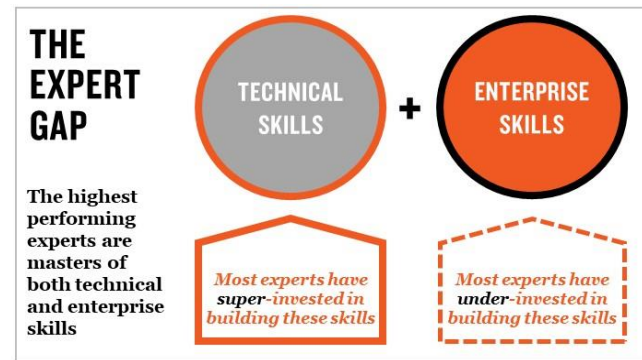 THE
EXPERT
GAP
The highest
performing
experts are
masters of
both technical
and enterprise
skills
TECHNICAL
SKILLS
+
ENTERPRISE
SKILLS
Most experts have
super-invested in
building these skills
Most experts have
under-invested in
building these skills